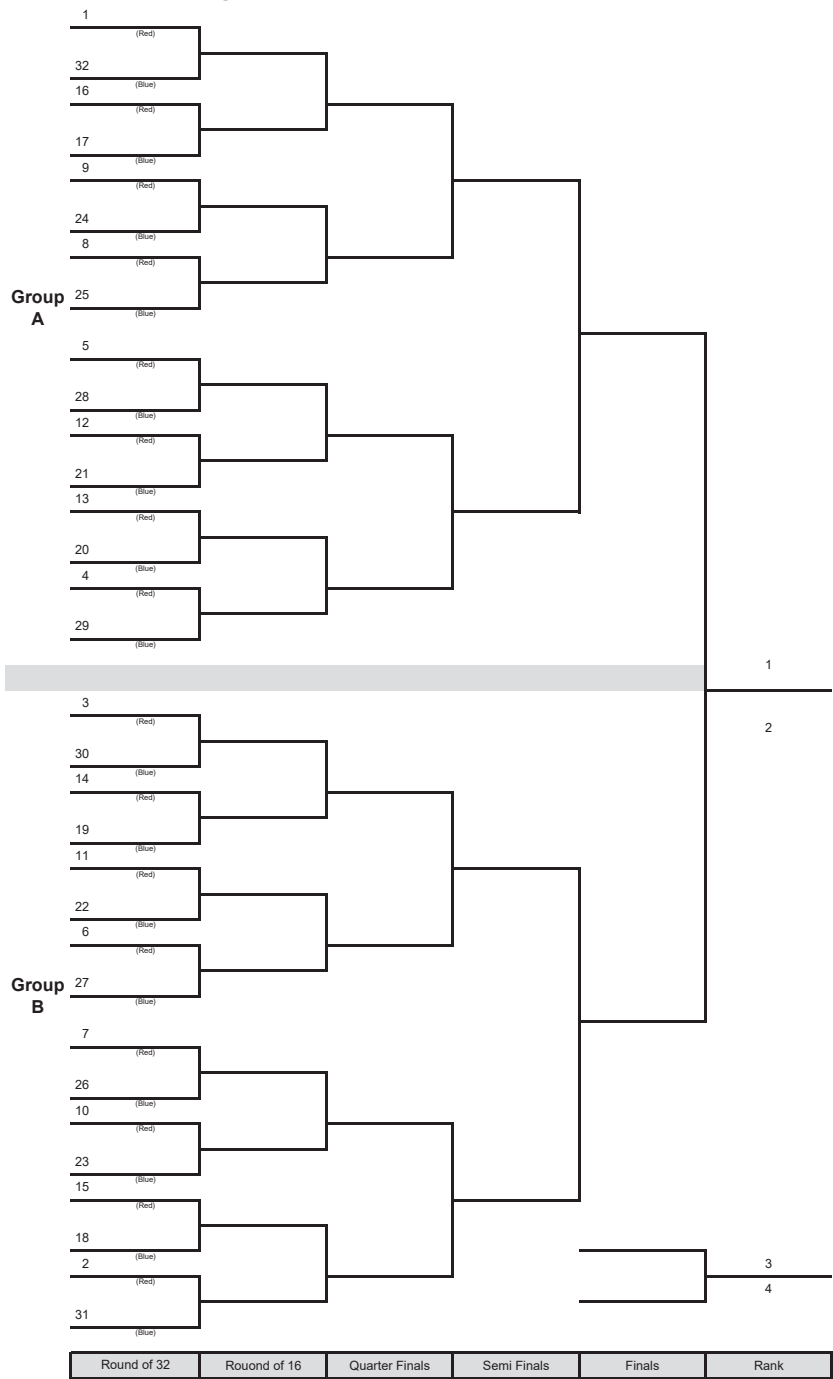 1
(Red)
32
(Blue)
16
(Red)
17
(Blue)
9
(Red)
24
(Blue)
8
(Red)
Group
A
25
(Blue)
5
(Red)
28
(Blue)
12
(Red)
21
(Blue)
13
(Red)
20
(Blue)
4
(Red)
29
(Blue)
1
2
3
(Red)
30
(Blue)
14
(Red)
19
(Blue)
11
(Red)
22
(Blue)
6
(Red)
Group
B
27
(Blue)
7
(Red)
26
(Blue)
10
(Red)
23
(Blue)
15
(Red)
18
(Blue)
2
(Red)
31
(Blue)
3
4
Round of 32 Rouond of 16 Quarter Finals Semi Finals Finals Rank